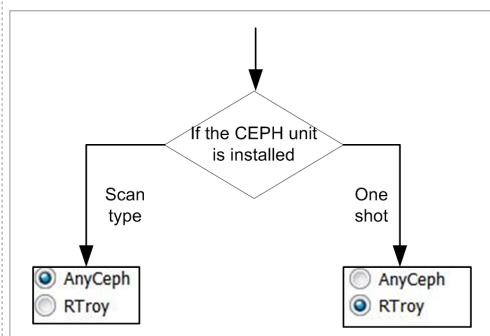 If the CEPH unit
is installed
Scan
type
One
shot
AnyCeph
RTroy
AnyCeph
RTroy